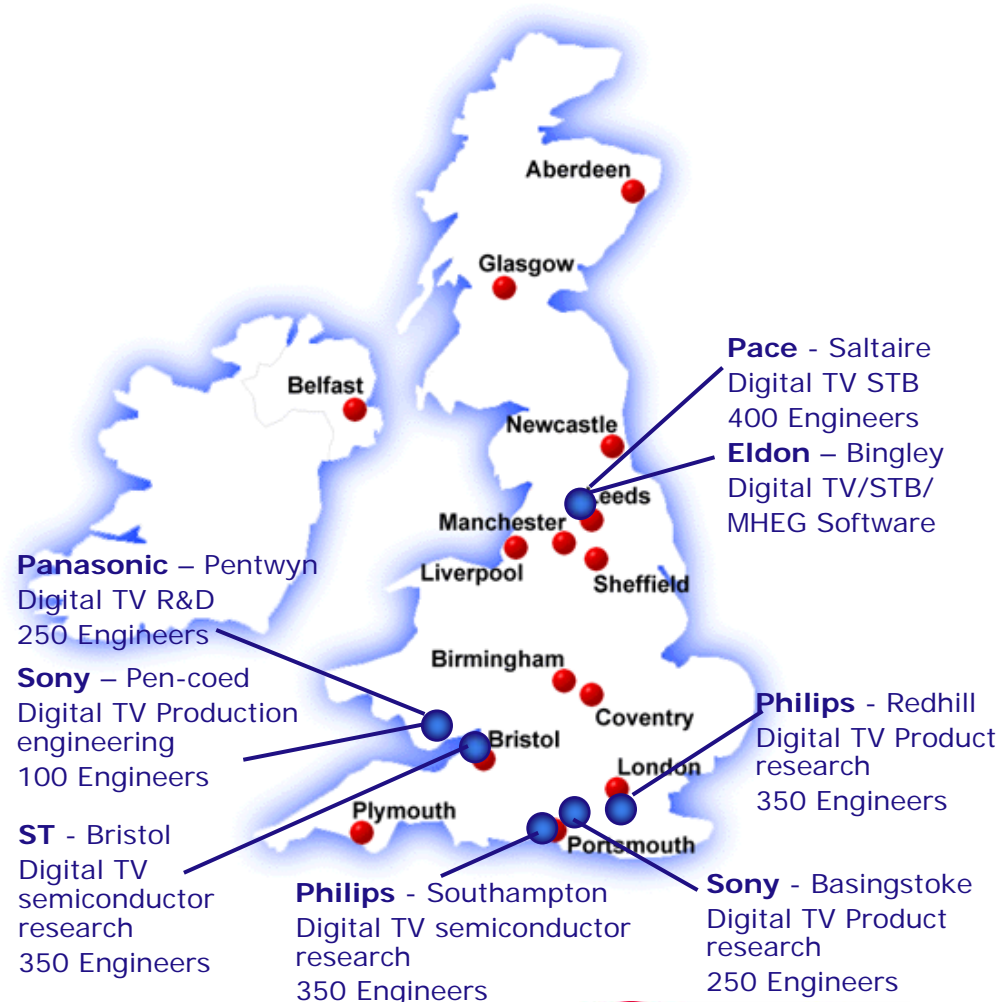 Aberdeen
Glasgow
Belfast
Newcastle
Pace - Saltaire
Digital TV STB
400 Engineers
Eldon – Bingley
Digital TV/STB/
MHEG Software
Leeds
Manchester
Liverpool
Sheffield
Panasonic – Pentwyn
Digital TV R&D
250 Engineers
Sony – Pen-coed
Digital TV Production
engineering
100 Engineers
Birmingham
Coventry
Bristol
London
Plymouth
Portsmouth
Philips - Redhill
Digital TV Product
research
350 Engineers
ST - Bristol
Digital TV
semiconductor
research
350 Engineers
Philips - Southampton
Digital TV semiconductor
research
350 Engineers
Sony - Basingstoke
Digital TV Product
research
250 Engineers